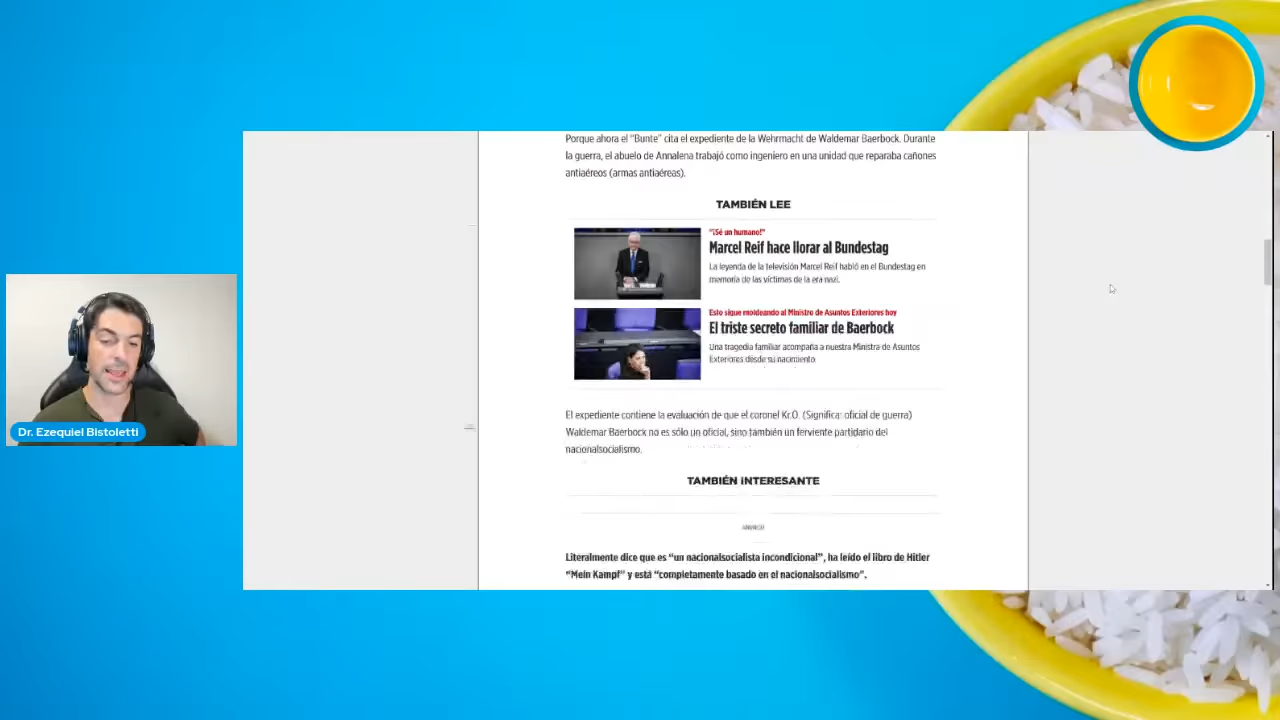 Porque ahora el "Bunte" cita el expediente de la Wehrmacht de Waldemar Baerbock. Durante
la guerra, el abuelo de Annalena trabajó como ingeniero en una unidad que reparaba cañones
antiaéreos (armas antiaéreas).
TAMBIÉN LEE
"¡Sé un humano!"
Marcel Reif hace llorar al Bundestag
La leyenda de la televisión Marcel Reif habló en el Bundestag en
memoria de las víctimas de la era nazi.
Esto sigue moldeando al Ministro de Asuntos Exteriores hoy
El triste secreto familiar de Baerbock
Una tragedia familiar acompaña a nuestra Ministra de Asuntos
Exteriores desde su nacimiento.
El expediente contiene la evaluación de que el coronel Kr.O. (Significa: oficial de guerra)
Waldemar Baerbock no es sólo un oficial, sino también un ferviente partidario del
nacionalsocialismo.
TAMBIÉN INTERESANTE
ANUNCIO
Literalmente dice que es "un nacionalsocialista incondicional", ha leído el libro de Hitler
"Mein Kampf" y está "completamente basado en el nacionalsocialismo".
Dr. Ezequiel Bistoletti